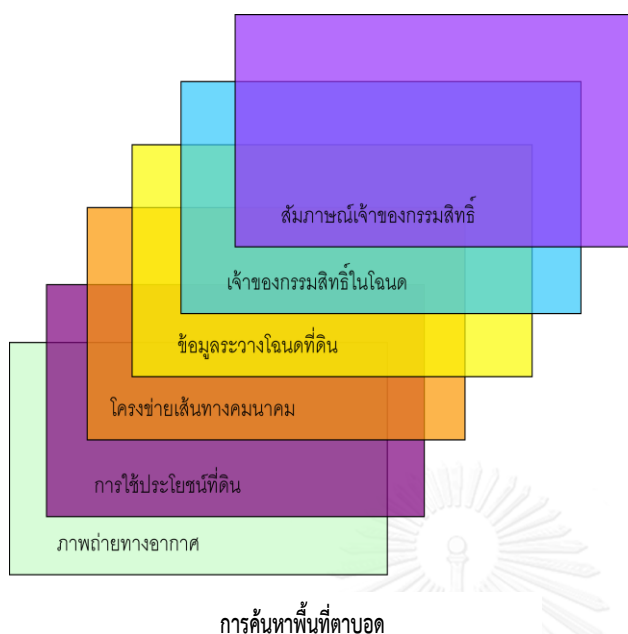 สัมภาษณ์เจ้าของกรรมสิทธิ์
เจ้าของกรรมสิทธิ์ในโฉนด
ข้อมูลระวางโฉนดที่ดิน
โครงข่ายเส้นทางคมนาคม
การใช้ประโยชน์ที่ดิน
ภาพถ่ายทางอากาศ
การค้นหาพื้นที่ตาบอด